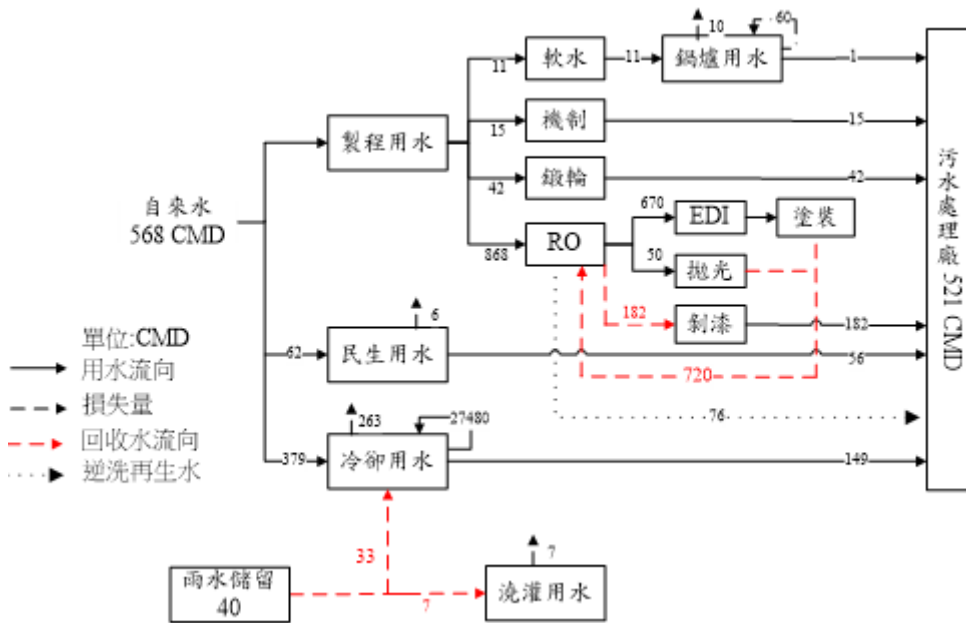 10
60
軟水
11
11
鍋爐用水
1
製程用水
機制
15
15
鍛輪
42
42
自來水
568 CMD
RO
868
670
EDI
塗裝
50
拋光
182
剝漆
182
720
76
污水處理廠 521 CMD
單位:CMD
用水流向
損失量
回收水流向
逆洗再生水
6
62
民生用水
56
263
27480
379
冷卻用水
149
33
雨水儲留
40
7
7
澆灌用水